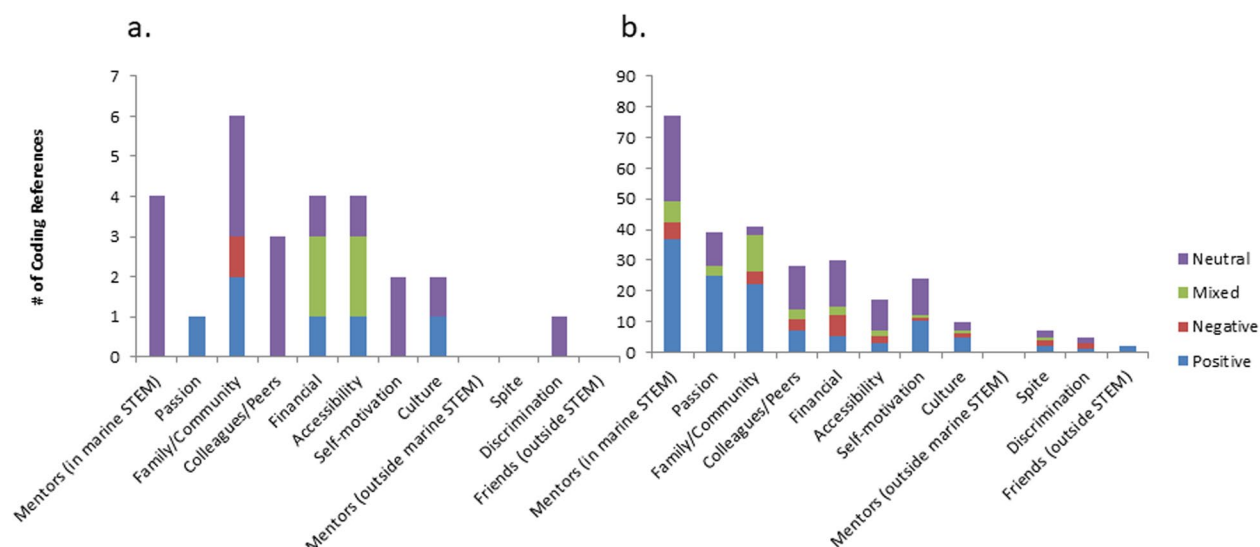 a.
# of Coding References
7
6
5
4
3
2
1
0
Mentors (in marine STEM)
Passion
Family/Community
Colleagues/Peers
Financial
Accessibility
Self-motivation
Culture
Mentors (outside marine STEM)
Spite
Discrimination
Friends (outside STEM)
b.
90
80
70
60
50
40
30
20
10
0
Mentors (in marine STEM)
Passion
Family/Community
Colleagues/Peers
Financial
Accessibility
Self-motivation
Culture
Mentors (outside marine STEM)
Spite
Discrimination
Friends (outside STEM)
Neutral
Mixed
Negative
Positive